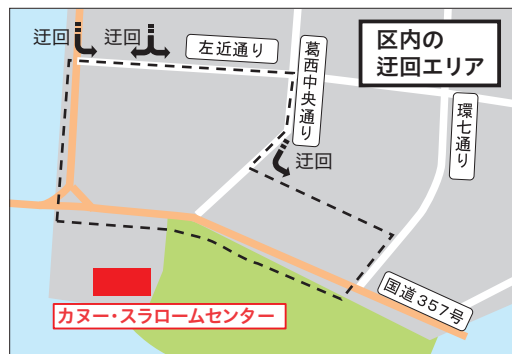 区内の
迂回エリア
迂回
迂回
左近通り
葛西中央通り
環七通り
迂回
国道357号
カヌー・スラロームセンター